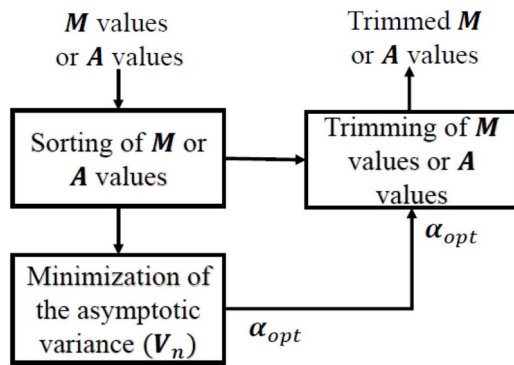 M values
or A values
Trimmed M
or A values
Sorting of M or
A values
Trimming of M
values or A
values
Minimization of
the asymptotic
variance (Vₙ)
α_opt
α_opt